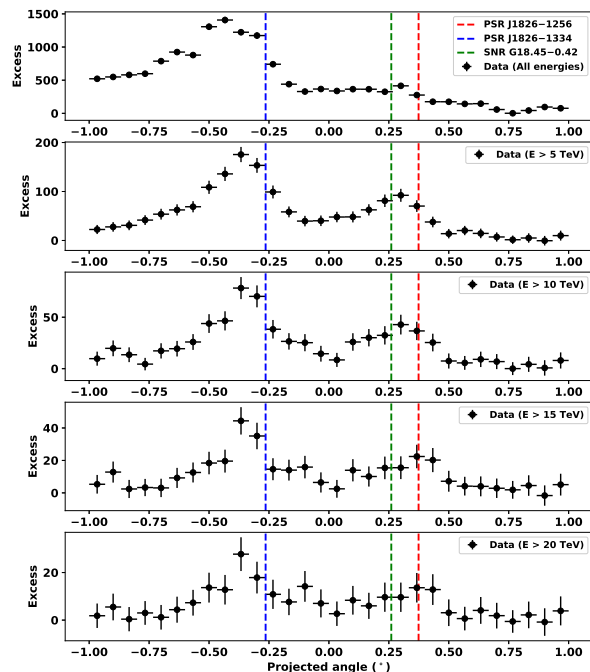 1500
1000
500
0
Excess
PSR J1826−1256
PSR J1826−1334
SNR G18.45−0.42
Data (All energies)
−1.00 −0.75 −0.50 −0.25 0.00 0.25 0.50 0.75 1.00
200
100
0
Excess
Data (E > 5 TeV)
−1.00 −0.75 −0.50 −0.25 0.00 0.25 0.50 0.75 1.00
50
0
Excess
Data (E > 10 TeV)
−1.00 −0.75 −0.50 −0.25 0.00 0.25 0.50 0.75 1.00
40
20
0
Excess
Data (E > 15 TeV)
−1.00 −0.75 −0.50 −0.25 0.00 0.25 0.50 0.75 1.00
20
0
Excess
Data (E > 20 TeV)
−1.00 −0.75 −0.50 −0.25 0.00 0.25 0.50 0.75 1.00
Projected angle (°)